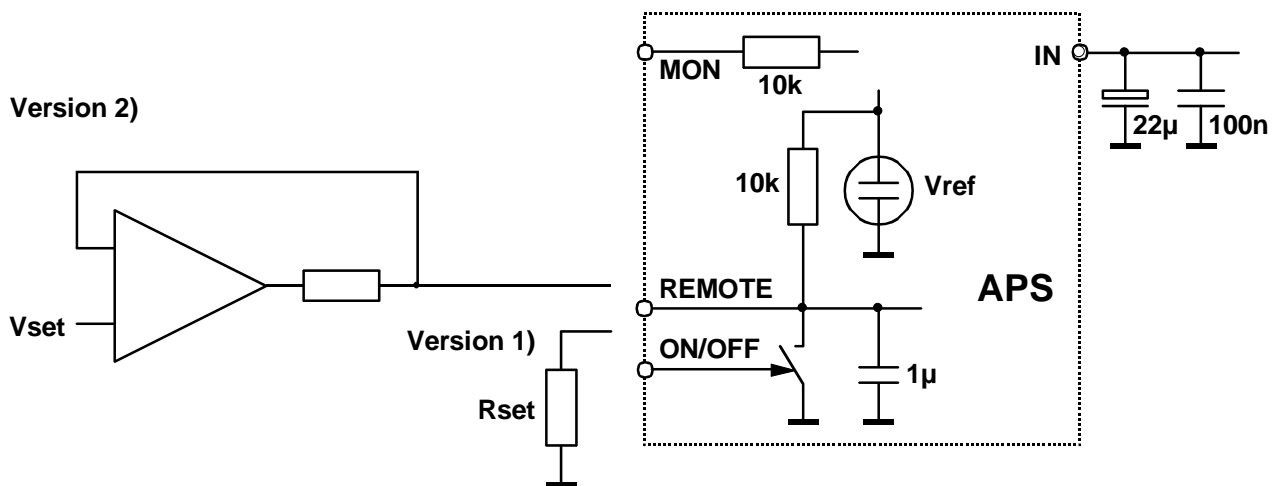 MON
10k
IN
22µ
100n
Version 2)
10k
Vref
REMOTE
APS
Vset
Version 1)
ON/OFF
1µ
Rset